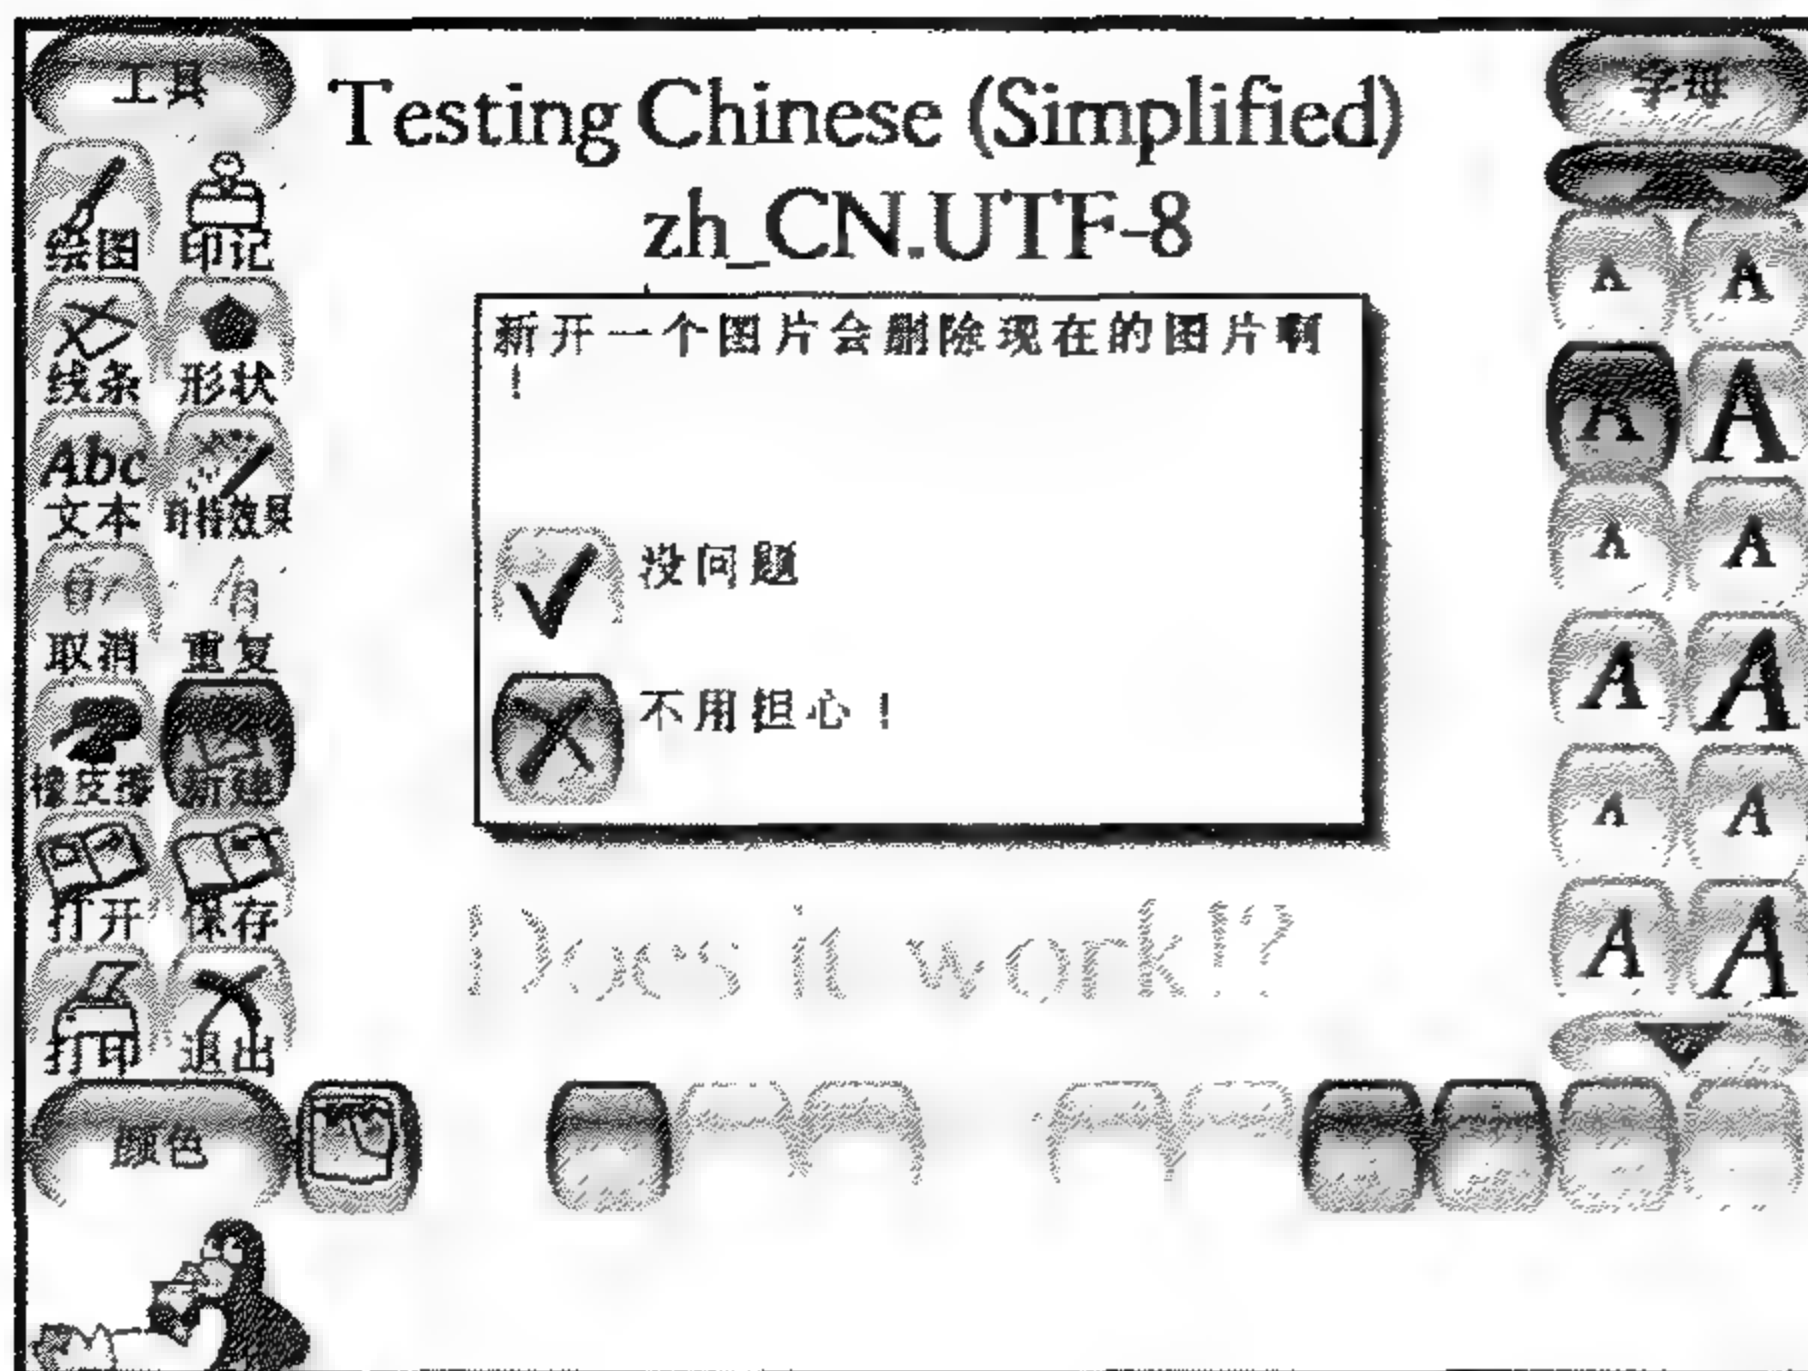 工具
Testing Chinese (Simplified)
字母
zh_CN.UTF-8
绘图 印记
新开一个图片会删除现在的图片啊
!
线条 形状
Abc
文本
效果
没问题
取消 重复
不用担心！
橡皮擦 新建
打开 保存
Does it work!?
打印 退出
颜色